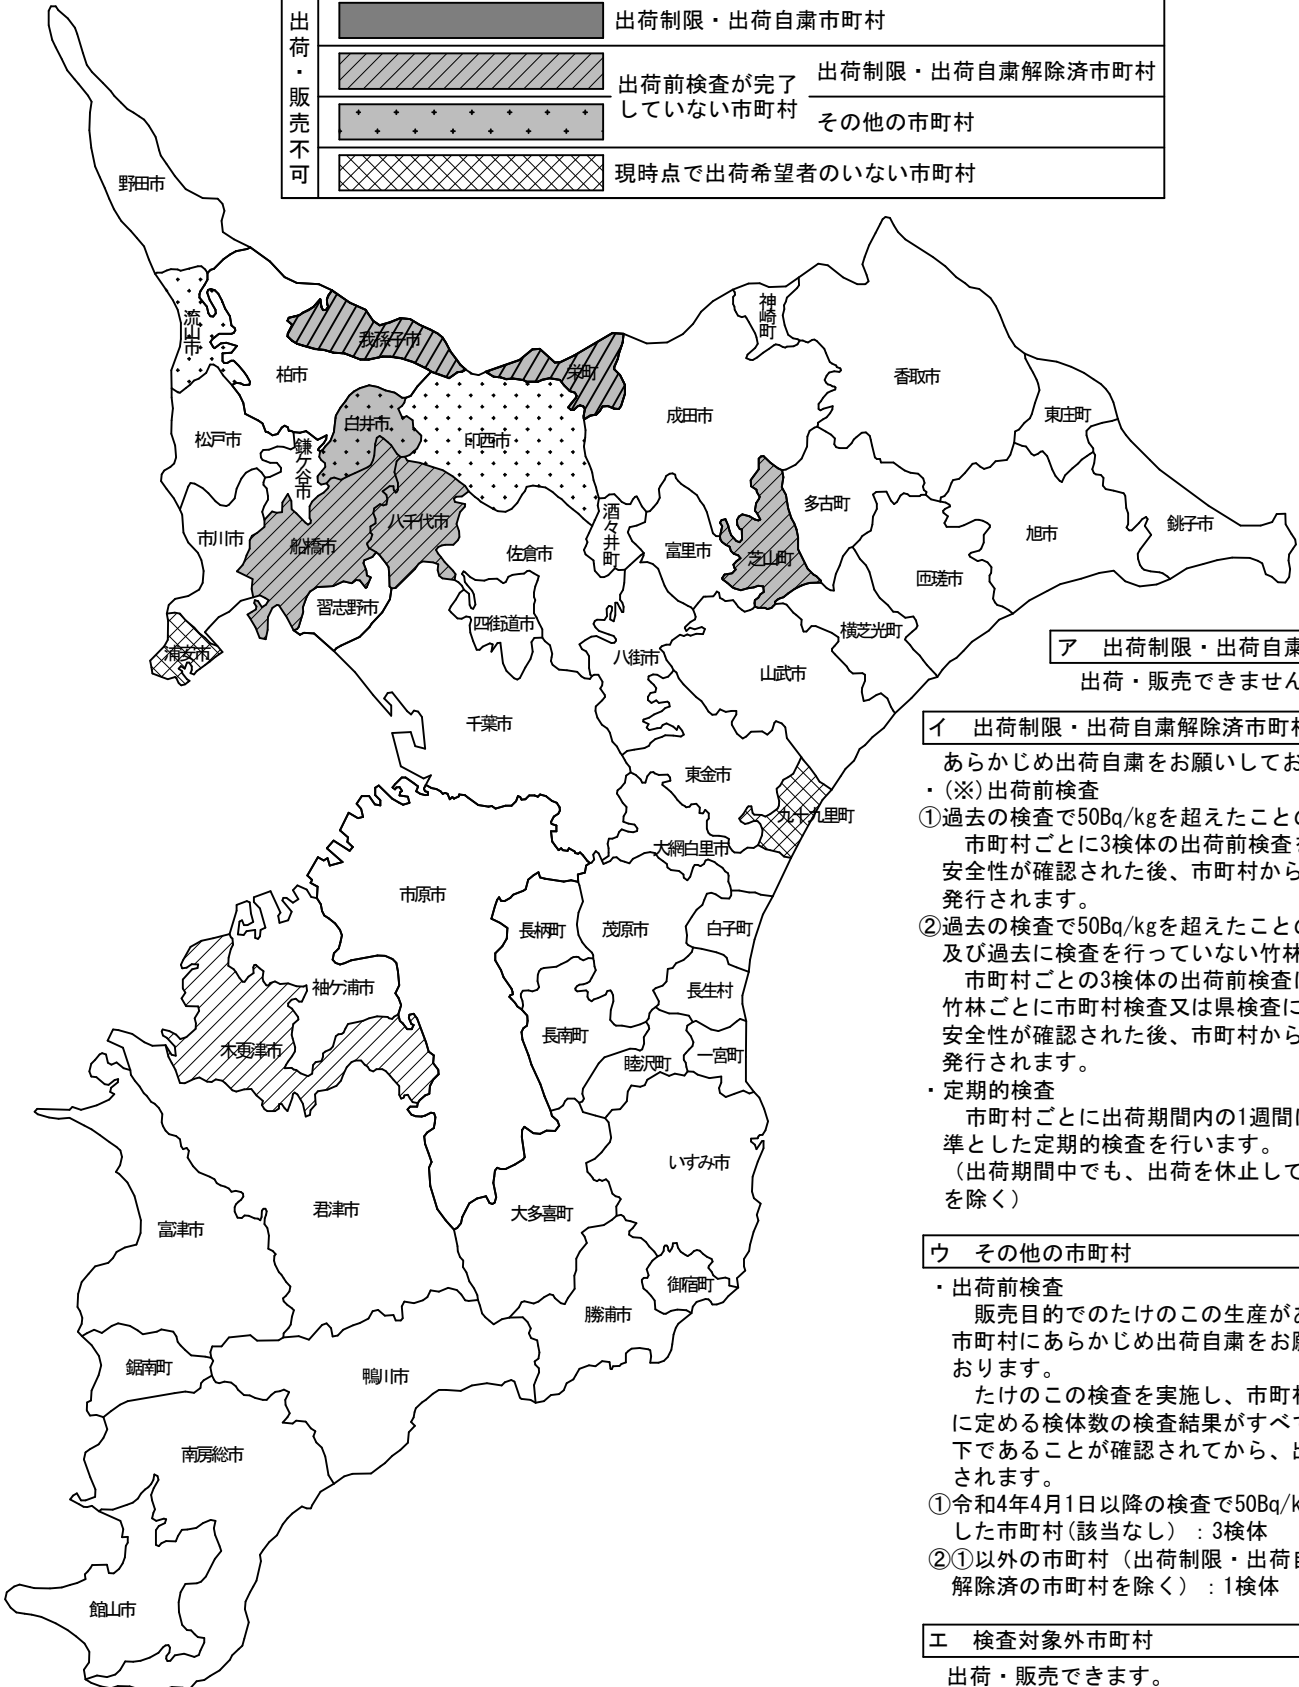 出荷・販売不可
出荷制限・出荷自粛市町村
出荷前検査が完了
していない市町村
出荷制限・出荷自粛解除済市町村
その他の市町村
現時点で出荷希望者のいない市町村
野田市
流山市
我孫子市
柏市
栄町
神崎町
香取市
東庄町
成田市
松戸市
鎌ケ谷市
白井市
印西市
多古町
銚子市
旭市
市川市
船橋市
八千代市
佐倉市
酒々井町
富里市
芝山町
匝瑳市
習志野市
四街道市
横芝光町
浦安市
八街市
山武市
千葉市
東金市
九十九里町
大網白里市
市原市
長柄町
茂原市
白子町
袖ケ浦市
長生村
木更津市
長南町
睦沢町
一宮町
いすみ市
君津市
大多喜町
富津市
御宿町
勝浦市
鋸南町
鴨川市
南房総市
館山市
ア 出荷制限・出荷自粛
出荷・販売できません
イ 出荷制限・出荷自粛解除済市町村
あらかじめ出荷自粛をお願いしてお
・(※)出荷前検査
①過去の検査で50Bq/kgを超えたことの
市町村ごとに3検体の出荷前検査を
安全性が確認された後、市町村から
発行されます。
②過去の検査で50Bq/kgを超えたことの
及び過去に検査を行っていない竹林
市町村ごとの3検体の出荷前検査に
竹林ごとに市町村検査又は県検査に
安全性が確認された後、市町村から
発行されます。
・定期的検査
市町村ごとに出荷期間内の1週間に
準とした定期的検査を行います。
（出荷期間中でも、出荷を休止して
を除く）
ウ その他の市町村
・出荷前検査
販売目的でのたけのこの生産があ
市町村にあらかじめ出荷自粛をお願
おります。
たけのこの検査を実施し、市町村
に定める検体数の検査結果がすべて
下であることが確認されてから、出
されます。
①令和4年4月1日以降の検査で50Bq/k
した市町村(該当なし）：3検体
②①以外の市町村（出荷制限・出荷自
解除済の市町村を除く）：1検体
エ 検査対象外市町村
出荷・販売できます。